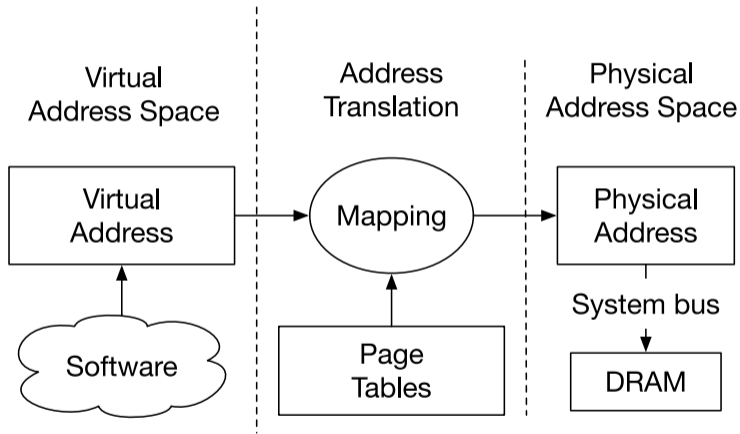 Virtual
Address Space
Address
Translation
Physical
Address Space
Virtual
Address
Mapping
Physical
Address
System bus
Software
Page
Tables
DRAM